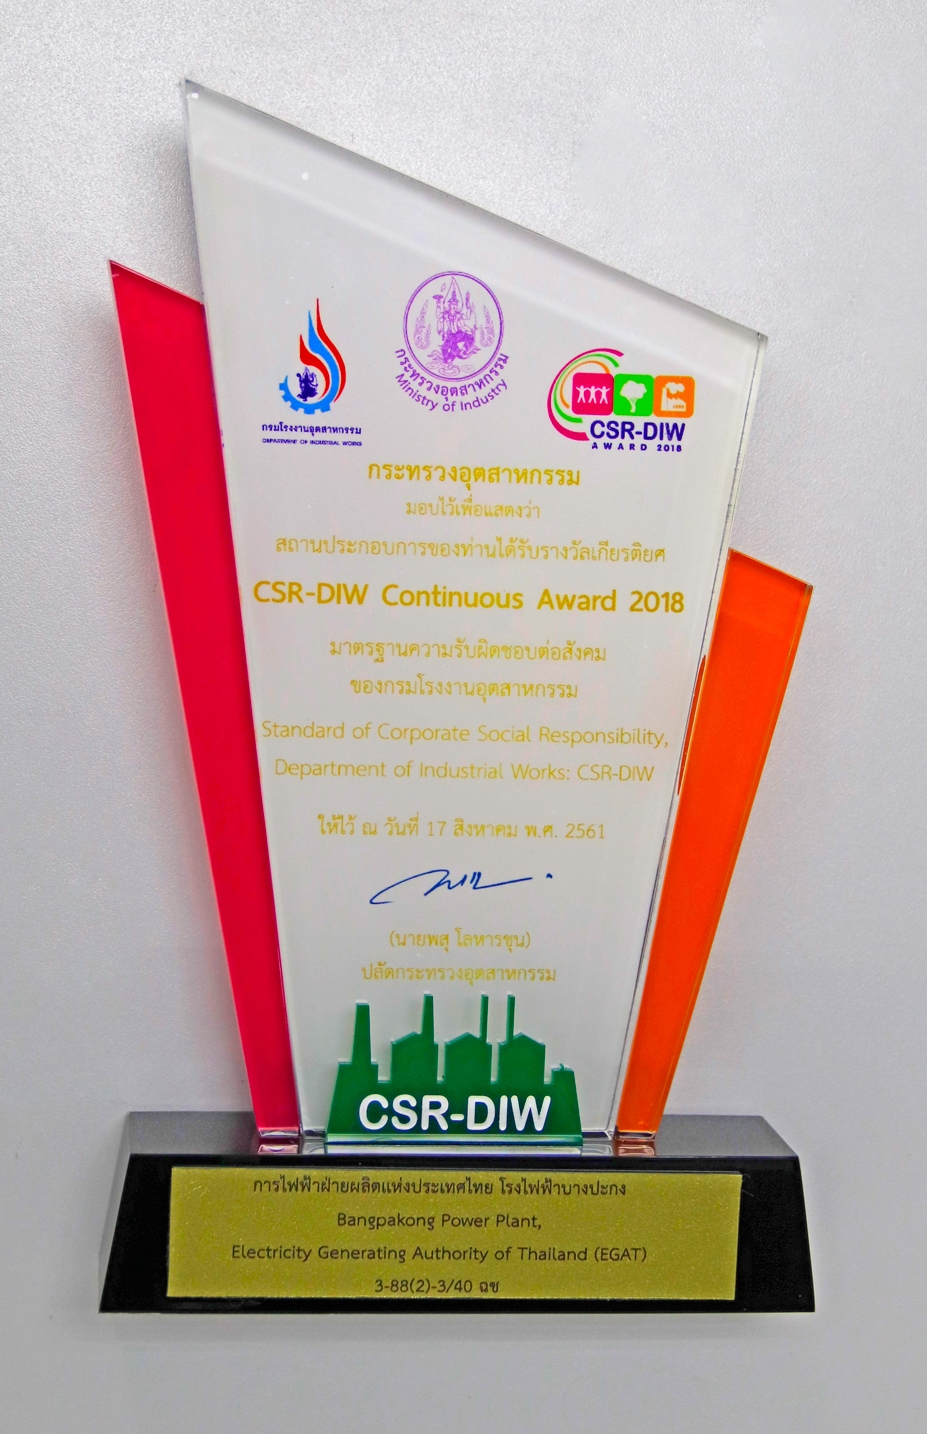 กรมโรงงานอุตสาหกรรม
DEPARTMENT OF INDUSTRIAL WORKS
กระทรวงอุตสาหกรรม
Ministry of Industry
CSR-DIW
AWARD 2018
กระทรวงอุตสาหกรรม
มอบไว้เพื่อแสดงว่า
สถานประกอบการของท่านได้รับรางวัลเกียรติยศ
CSR-DIW Continuous Award 2018
มาตรฐานความรับผิดชอบต่อสังคม
ของกรมโรงงานอุตสาหกรรม
Standard of Corporate Social Responsibility,
Department of Industrial Works: CSR-DIW
ให้ไว้ ณ วันที่ 17 สิงหาคม พ.ศ. 2561
(นายพสุ โลหารชุน)
ปลัดกระทรวงอุตสาหกรรม
CSR-DIW
การไฟฟ้าฝ่ายผลิตแห่งประเทศไทย โรงไฟฟ้าบางปะกง
Bangpakong Power Plant,
Electricity Generating Authority of Thailand (EGAT)
3-88(2)-3/40 ฉช